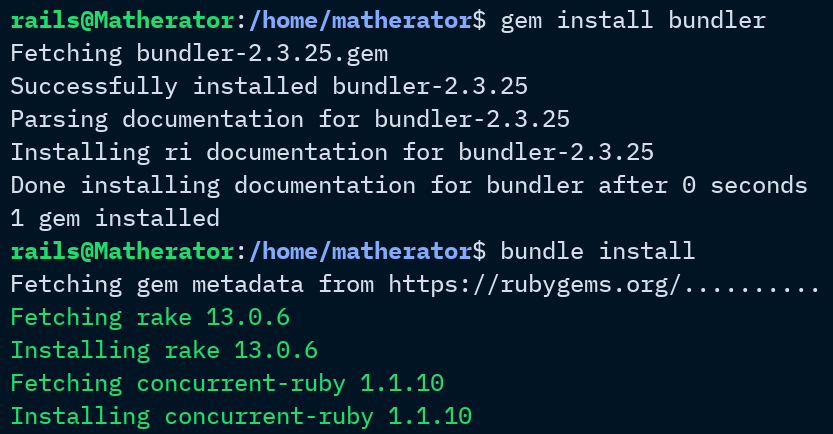 rails@Matherator:/home/matherator$ gem install bundler
Fetching bundler-2.3.25.gem
Successfully installed bundler-2.3.25
Parsing documentation for bundler-2.3.25
Installing ri documentation for bundler-2.3.25
Done installing documentation for bundler after 0 seconds
1 gem installed
rails@Matherator:/home/matherator$ bundle install
Fetching gem metadata from https://rubygems.org/..........
Fetching rake 13.0.6
Installing rake 13.0.6
Fetching concurrent-ruby 1.1.10
Installing concurrent-ruby 1.1.10